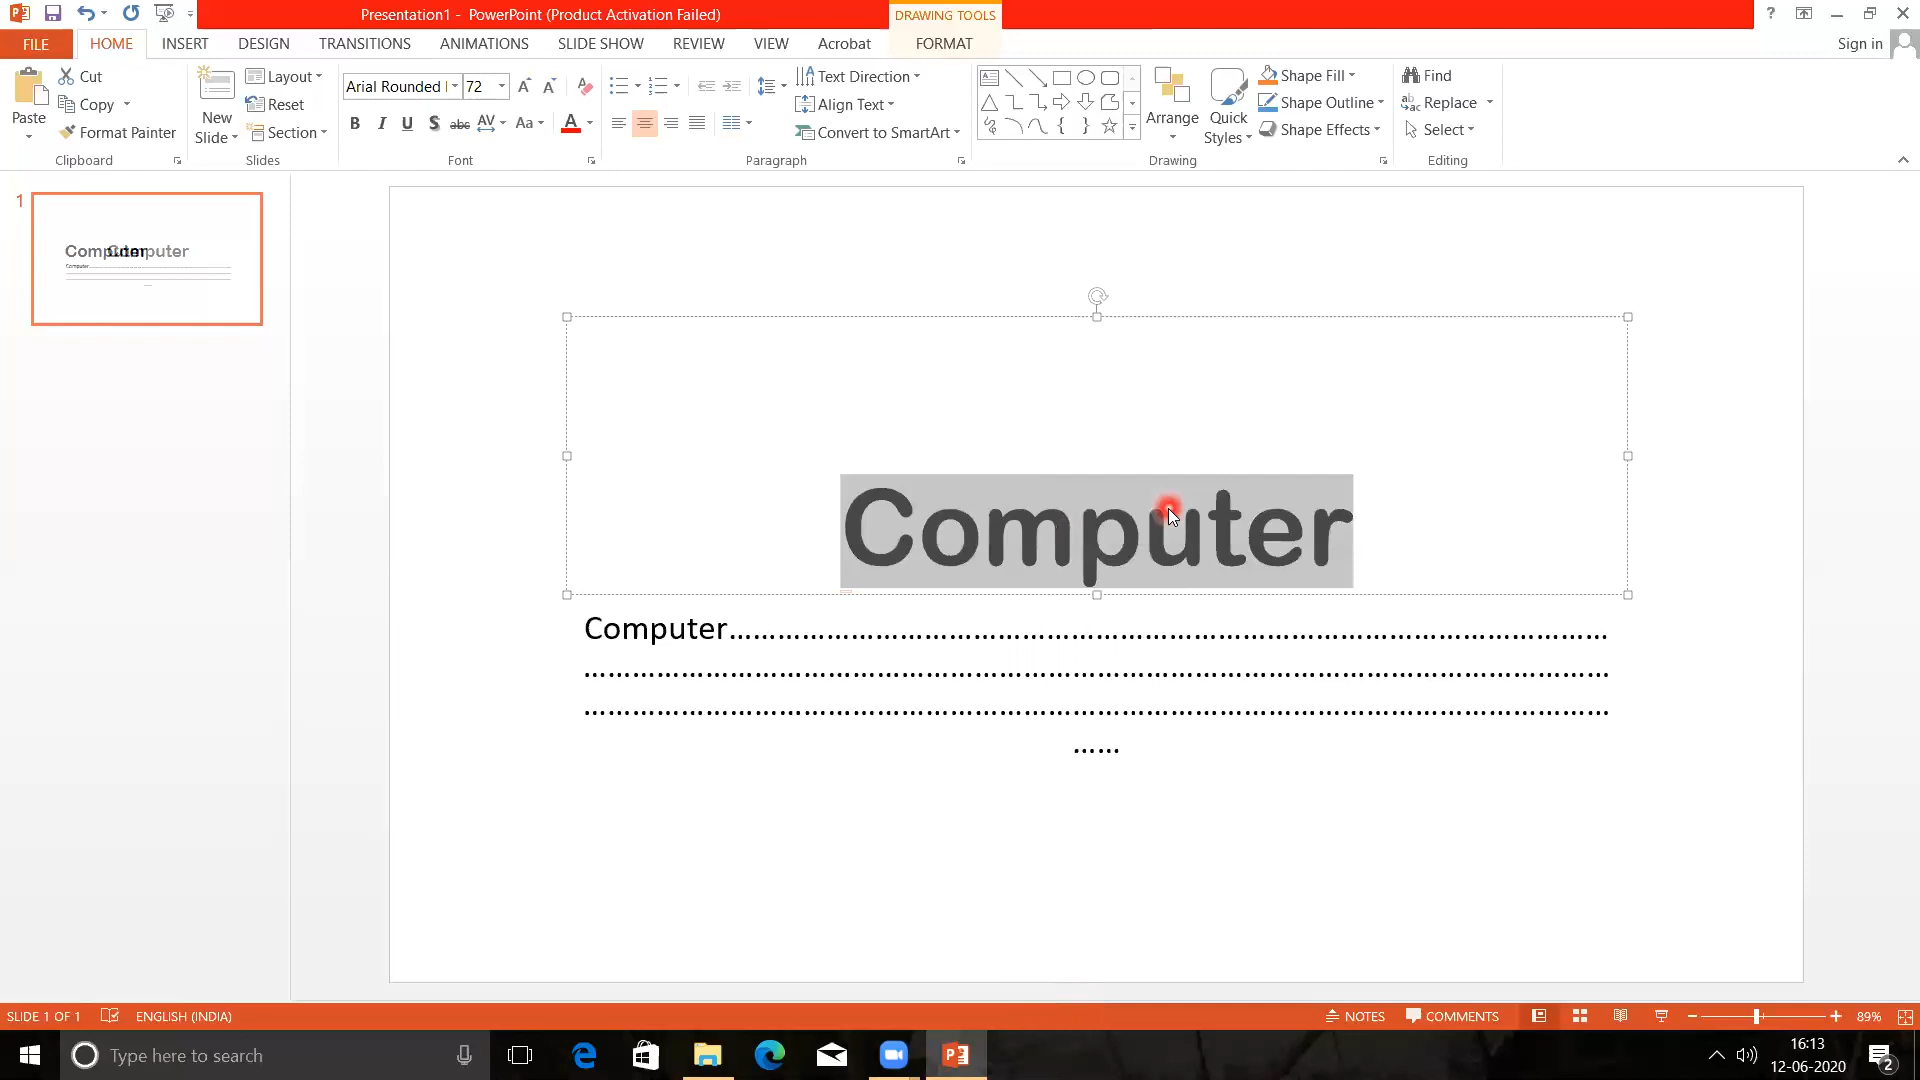 Presentation1 - PowerPoint (Product Activation Failed)
DRAWING TOOLS
?
FILE
HOME
INSERT
DESIGN
TRANSITIONS
ANIMATIONS
SLIDE SHOW
REVIEW
VIEW
Acrobat
FORMAT
Sign in
Paste
Cut
Copy
Format Painter
Clipboard
New
Slide
Layout
Reset
Section
Slides
Arial Rounded
72
B I U S abc AV Aa A
Font
Text Direction
Align Text
Convert to SmartArt
Paragraph
Arrange
Quick
Styles
Shape Fill
Shape Outline
Shape Effects
Drawing
Find
Replace
Select
Editing
1
Computer
Computer……………………………………………………………………………………………
……………………………………………………………………………………………………………
……………………………………………………………………………………………………………
……
SLIDE 1 OF 1
ENGLISH (INDIA)
NOTES
COMMENTS
89%
Type here to search
16:13
12-06-2020
2